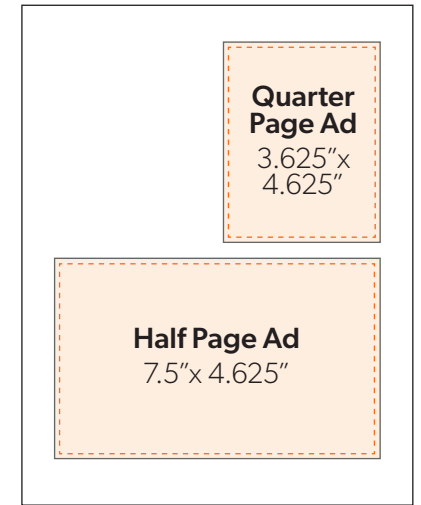 Quarter
Page Ad
3.625”x
4.625”
Half Page Ad
7.5”x 4.625”